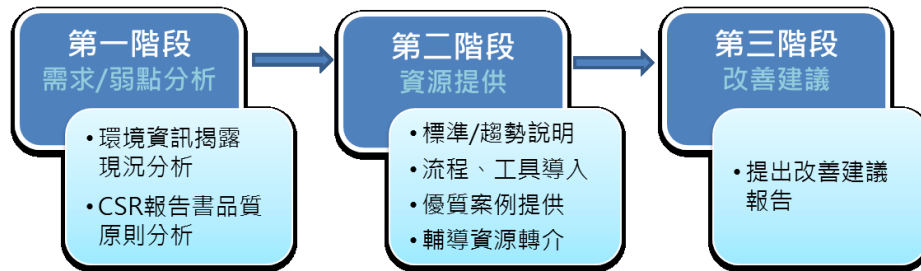 第一階段
需求/弱點分析
•環境資訊揭露
現況分析
•CSR報告書品質
原則分析
第二階段
資源提供
•標準/趨勢說明
•流程、工具導入
•優質案例提供
•輔導資源轉介
第三階段
改善建議
•提出改善建議
報告